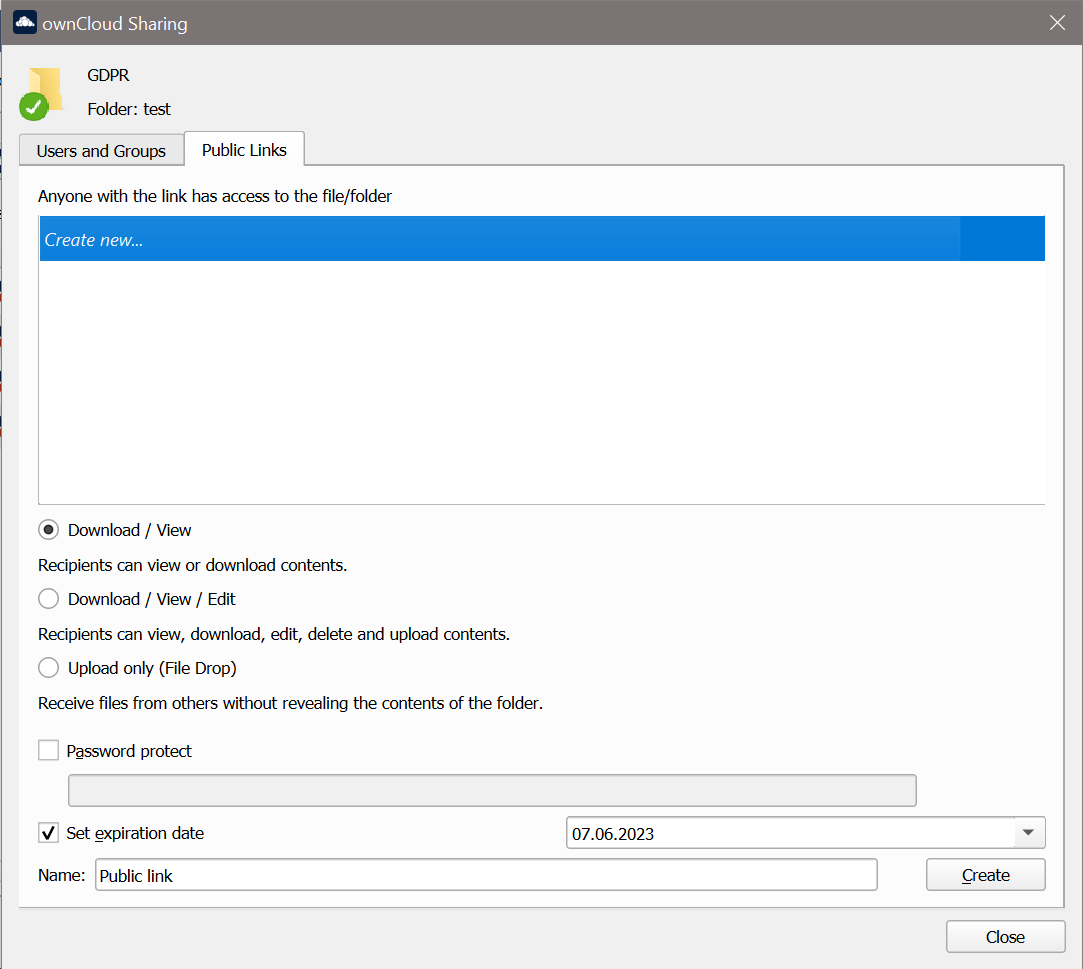 ownCloud Sharing
GDPR
Folder: test
Users and Groups
Public Links
Anyone with the link has access to the file/folder
Create new...
Download / View
Recipients can view or download contents.
Download / View / Edit
Recipients can view, download, edit, delete and upload contents.
Upload only (File Drop)
Receive files from others without revealing the contents of the folder.
Password protect
Set expiration date 07.06.2023
Name: Public link Create
Close